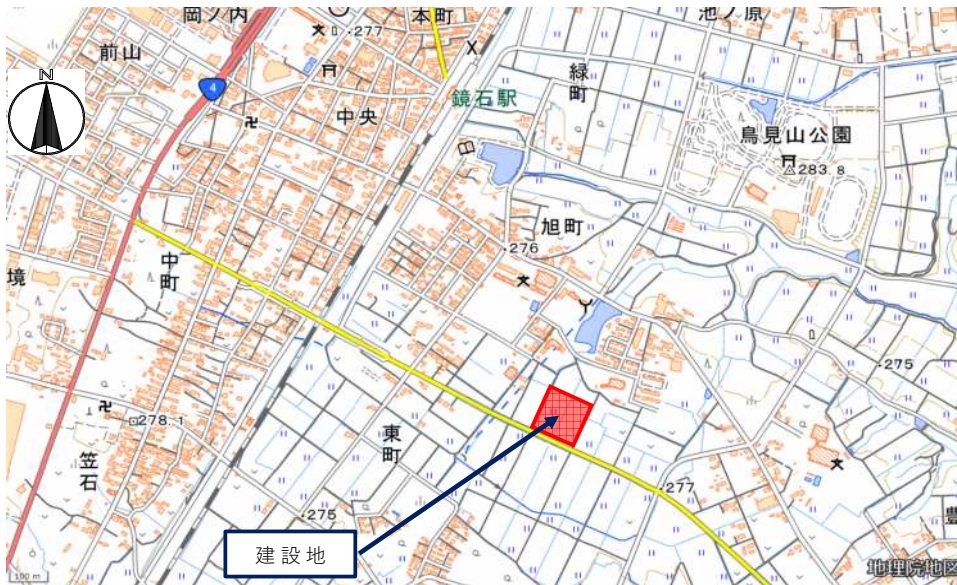 岡ノ内
本町
池ノ原
277
前山
N
4
緑町
鏡石駅
中央
鳥見山公園
283.8
旭町
276
中町
境
275
278.1
東町
笠石
277
275
豊
建設地
100 m
地理院地図